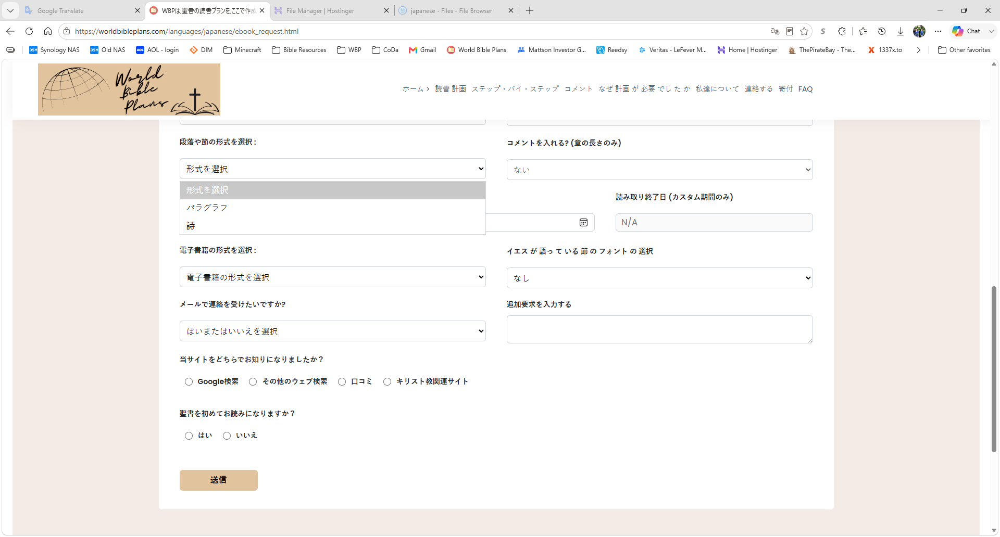 Google Translate
WBPは,聖書の読書プランを,ここで作成
File Manager | Hostinger
japanese - Files - File Browser
https://worldbibleplans.com/languages/japanese/ebook_request.html
Chat
Synology NAS
Old NAS
AOL - login
DIM
Minecraft
Bible Resources
WBP
CoDa
Gmail
World Bible Plans
Mattson Investor G...
Reedsy
Veritas - LeFever M...
Home | Hostinger
ThePirateBay - The...
1337x.to
Other favorites
World
Bible
Plans
ホーム > 読書 計画 ステップ・バイ・ステップ コメント なぜ 計画 が 必要 でし た か 私達について 連絡する 寄付 FAQ
段落や節の形式を選択 :
コメントを入れる? (章の長さのみ)
形式を選択
ない
形式を選択
パラグラフ
詩
読み取り終了日 (カスタム期間のみ)
N/A
電子書籍の形式を選択 :
イエス が 語っ て いる 節 の フォント の 選択
電子書籍の形式を選択
なし
メールで連絡を受けたいですか?
追加要求を入力する
はいまたはいいえを選択
当サイトをどちらでお知りになりましたか？
Google検索 その他のウェブ検索 口コミ キリスト教関連サイト
聖書を初めてお読みになりますか？
はい いいえ
送信